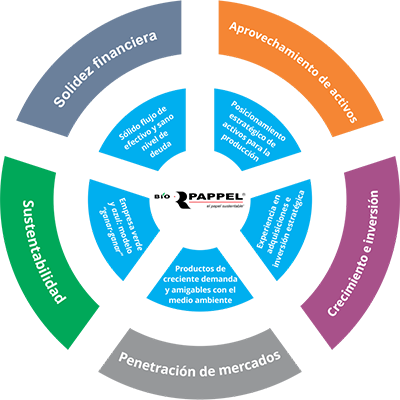 Solidez financiera
Aprovechamiento de activos
Sólido flujo de
efectivo y sano
nivel de
deuda
Posicionamiento
estratégico de
activos para la
producción
BIO PAPPEL
el papel sustentable
Empresa verde
y azul: modelo
"ganar-ganar"
Experiencia en
adquisiciones e
inversión estratégica
Sustentabilidad
Crecimiento e inversión
Productos de
creciente demanda
y amigables con el
medio ambiente
Penetración de mercados